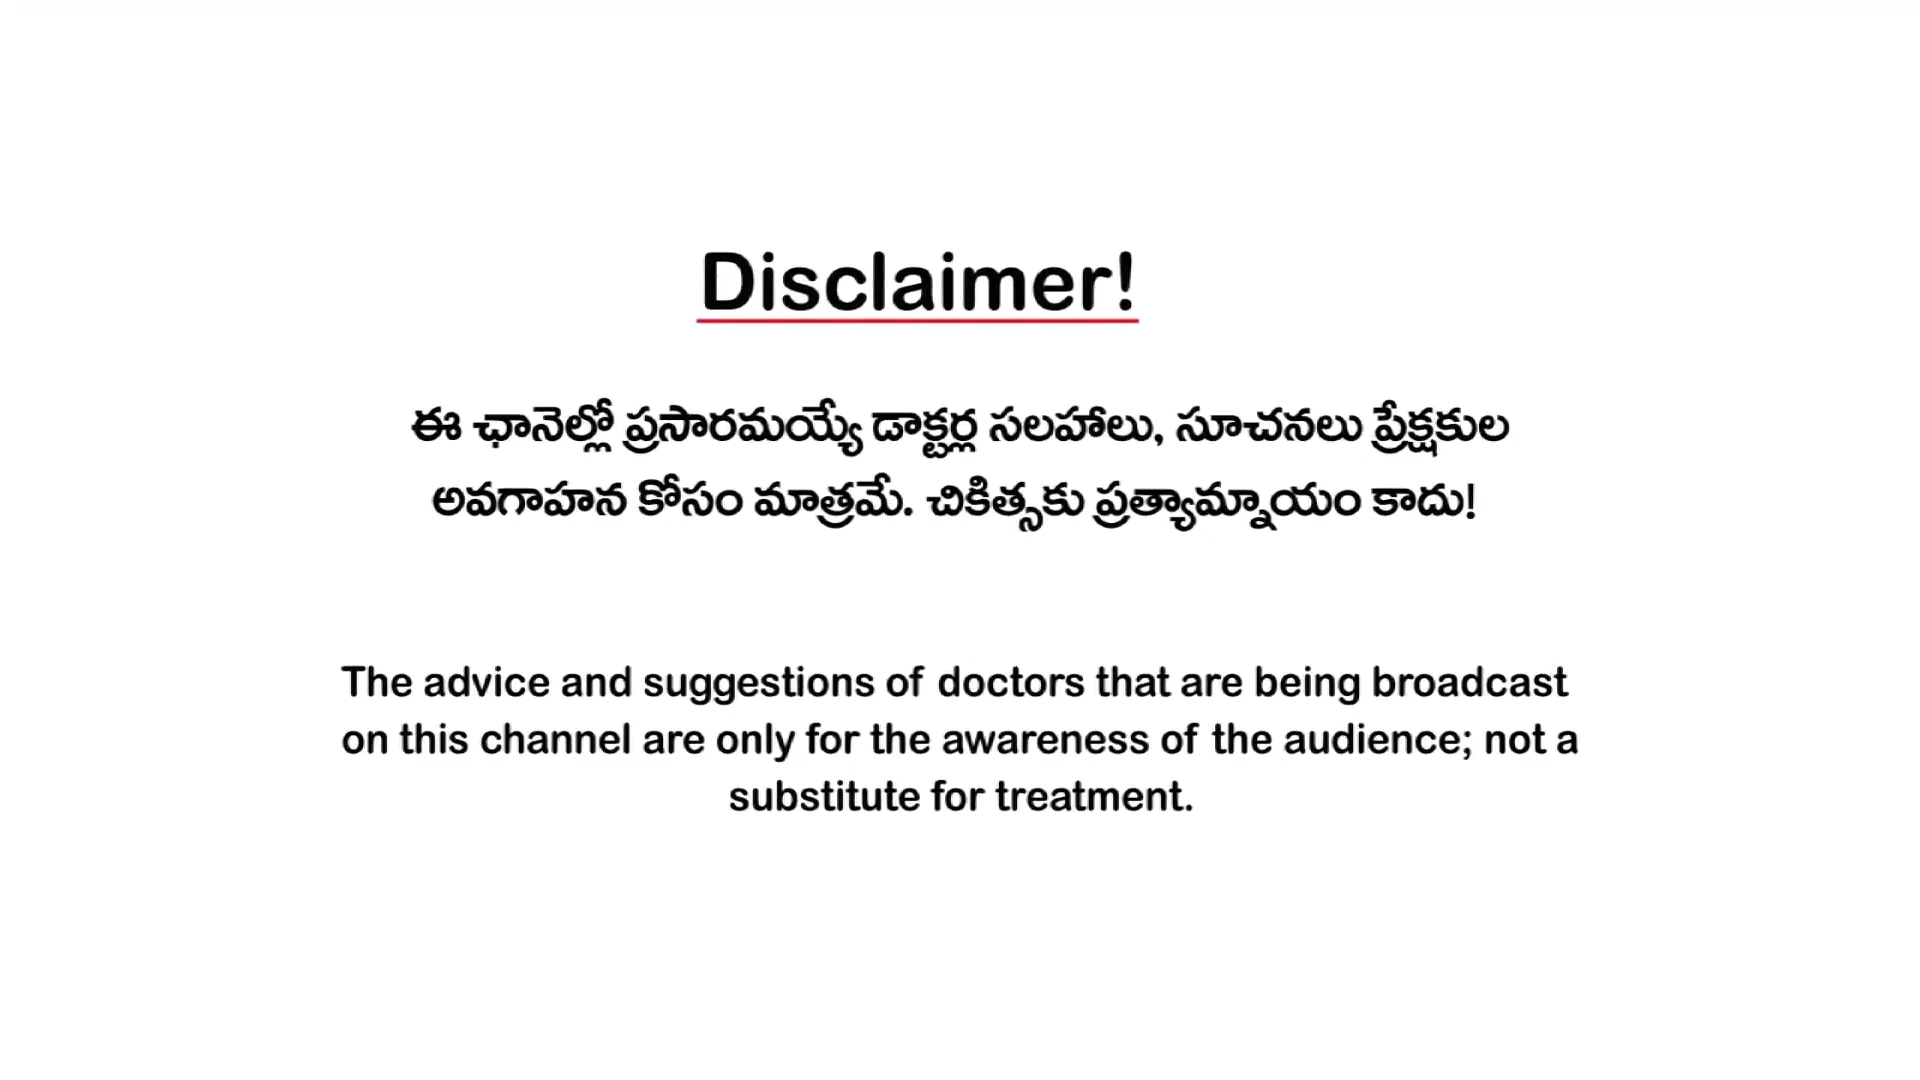 Disclaimer!
ఈ ఛానెల్లో ప్రసారమయ్యే డాక్టర్ల సలహాలు, సూచనలు ప్రేక్షకుల
అవగాహన కోసం మాత్రమే. చికిత్సకు ప్రత్యామ్నాయం కాదు!
The advice and suggestions of doctors that are being broadcast
on this channel are only for the awareness of the audience; not a
substitute for treatment.